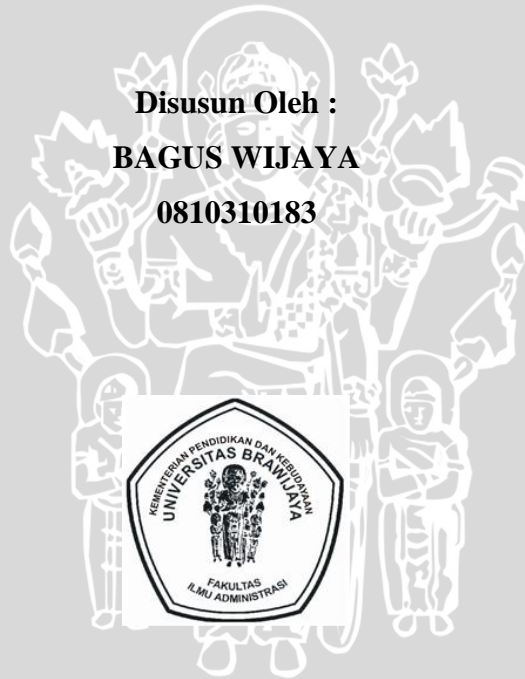 Disusun Oleh :
BAGUS WIJAYA
0810310183
KEMENTERIAN PENDIDIKAN DAN KEBUDAYAAN
UNIVERSITAS BRAWIJAYA
FAKULTAS
ILMU ADMINISTRASI